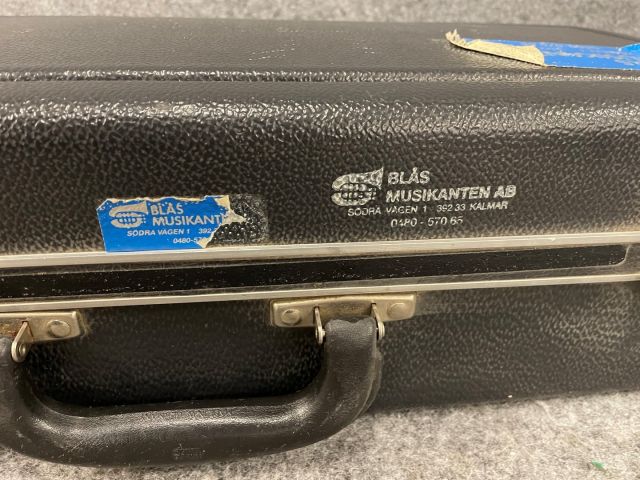 BLÅS
MUSIKANTEN AB
SÖDRA VÄGEN 1 392 33 KALMAR
0480 - 570 65
BLÅS
MUSIKANT
SÖDRA VÄGEN 1 392
0480-5